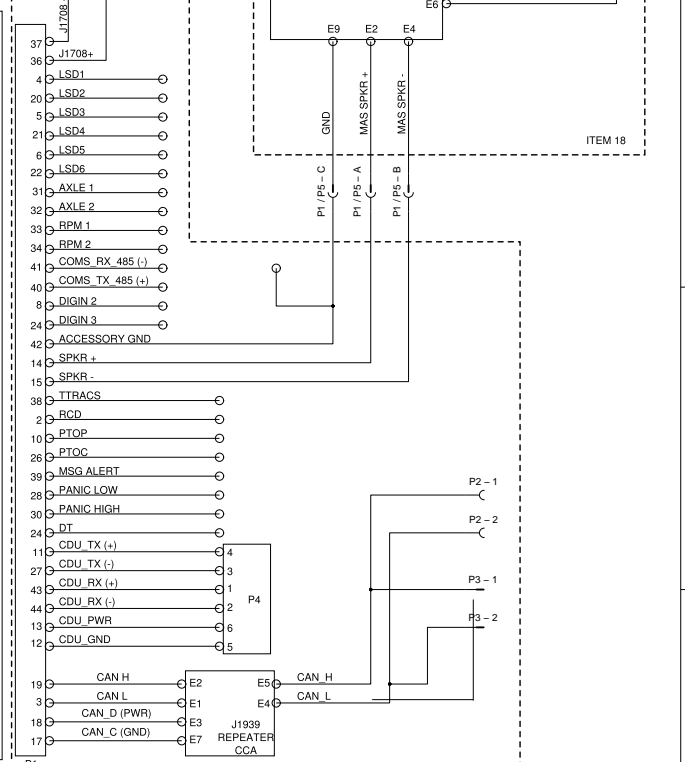 E6
J1708
37
36 J1708+
4 LSD1
20 LSD2
5 LSD3
21 LSD4
6 LSD5
22 LSD6
31 AXLE 1
32 AXLE 2
33 RPM 1
34 RPM 2
41 COMS_RX_485 (-)
40 COMS_TX_485 (+)
8 DIGIN 2
24 DIGIN 3
42 ACCESSORY GND
14 SPKR +
15 SPKR -
38 TTRACS
2 RCD
10 PTOP
26 PTOC
39 MSG ALERT
28 PANIC LOW
30 PANIC HIGH
24 DT
11 CDU_TX (+) 4
27 CDU_TX (-) 3
43 CDU_RX (+) 1
44 CDU_RX (-) 2
13 CDU_PWR 6
12 CDU_GND 5
P4
19 CAN H E2
3 CAN L E1
18 CAN_D (PWR) E3
17 CAN_C (GND) E7
J1939
REPEATER
CCA
E5 CAN_H
E4 CAN_L
E9 E2 E4
GND
MAS SPKR +
MAS SPKR -
ITEM 18
P1 / P5 – C
P1 / P5 – A
P1 / P5 – B
P2 – 1
P2 – 2
P3 – 1
P3 – 2